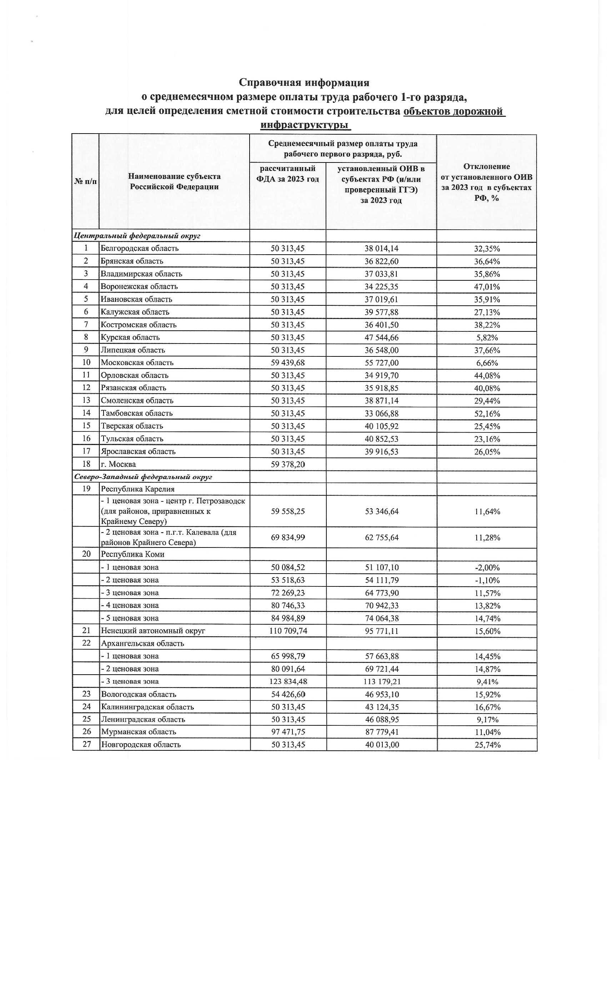 Справочная информация
о среднемесячном размере оплаты труда рабочего 1-го разряда,
для целей определения сметной стоимости строительства объектов дорожной
инфраструктуры
№ п/п
Наименование субъекта
Российской Федерации
Среднемесячный размер оплаты труда
рабочего первого разряда, руб.
рассчитанный
ФДА за 2023 год
установленный ОИВ в
субъектах РФ (и/или
проверенный ГГЭ)
за 2023 год
Отклонение
от установленного ОИВ
за 2023 год в субъектах
РФ, %
Центральный федеральный округ
1 Белгородская область 50 313,45 38 014,14 32,35%
2 Брянская область 50 313,45 36 822,60 36,64%
3 Владимирская область 50 313,45 37 033,81 35,86%
4 Воронежская область 50 313,45 34 225,35 47,01%
5 Ивановская область 50 313,45 37 019,61 35,91%
6 Калужская область 50 313,45 39 577,88 27,13%
7 Костромская область 50 313,45 36 401,50 38,22%
8 Курская область 50 313,45 47 544,66 5,82%
9 Липецкая область 50 313,45 36 548,00 37,66%
10 Московская область 59 439,68 55 727,00 6,66%
11 Орловская область 50 313,45 34 919,70 44,08%
12 Рязанская область 50 313,45 35 918,85 40,08%
13 Смоленская область 50 313,45 38 871,14 29,44%
14 Тамбовская область 50 313,45 33 066,88 52,16%
15 Тверская область 50 313,45 40 105,92 25,45%
16 Тульская область 50 313,45 40 852,53 23,16%
17 Ярославская область 50 313,45 39 916,53 26,05%
18 г. Москва 59 378,20
Северо-Западный федеральный округ
19 Республика Карелия
- 1 ценовая зона - центр г. Петрозаводск
(для районов, приравненных к
Крайнему Северу)
59 558,25 53 346,64 11,64%
- 2 ценовая зона - п.г.т. Калевала (для
районов Крайнего Севера)
69 834,99 62 755,64 11,28%
20 Республика Коми
- 1 ценовая зона 50 084,52 51 107,10 -2,00%
- 2 ценовая зона 53 518,63 54 111,79 -1,10%
- 3 ценовая зона 72 269,23 64 773,90 11,57%
- 4 ценовая зона 80 746,33 70 942,33 13,82%
- 5 ценовая зона 84 984,89 74 064,38 14,74%
21 Ненецкий автономный округ 110 709,74 95 771,11 15,60%
22 Архангельская область
- 1 ценовая зона 65 998,79 57 663,88 14,45%
- 2 ценовая зона 80 091,64 69 721,44 14,87%
- 3 ценовая зона 123 834,48 113 179,21 9,41%
23 Вологодская область 54 426,60 46 953,10 15,92%
24 Калининградская область 50 313,45 43 124,35 16,67%
25 Ленинградская область 50 313,45 46 088,95 9,17%
26 Мурманская область 97 471,75 87 779,41 11,04%
27 Новгородская область 50 313,45 40 013,00 25,74%